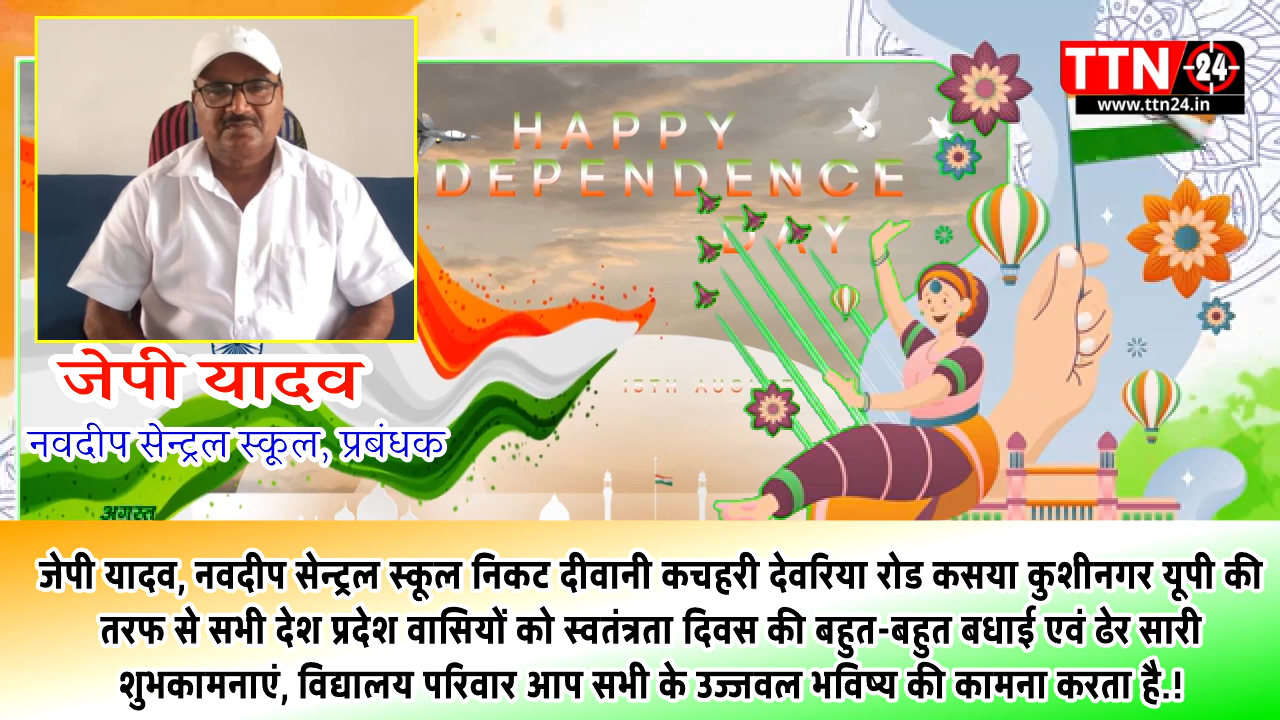 TTN 24
www.ttn24.in
HAPPY
DEPENDENCE
DAY
15TH AUGUST
जेपी यादव
नवदीप सेन्ट्रल स्कूल, प्रबंधक
अगस्त
जेपी यादव, नवदीप सेन्ट्रल स्कूल निकट दीवानी कचहरी देवरिया रोड कसया कुशीनगर यूपी की
तरफ से सभी देश प्रदेश वासियों को स्वतंत्रता दिवस की बहुत-बहुत बधाई एवं ढेर सारी
शुभकामनाएं, विद्यालय परिवार आप सभी के उज्जवल भविष्य की कामना करता है.!